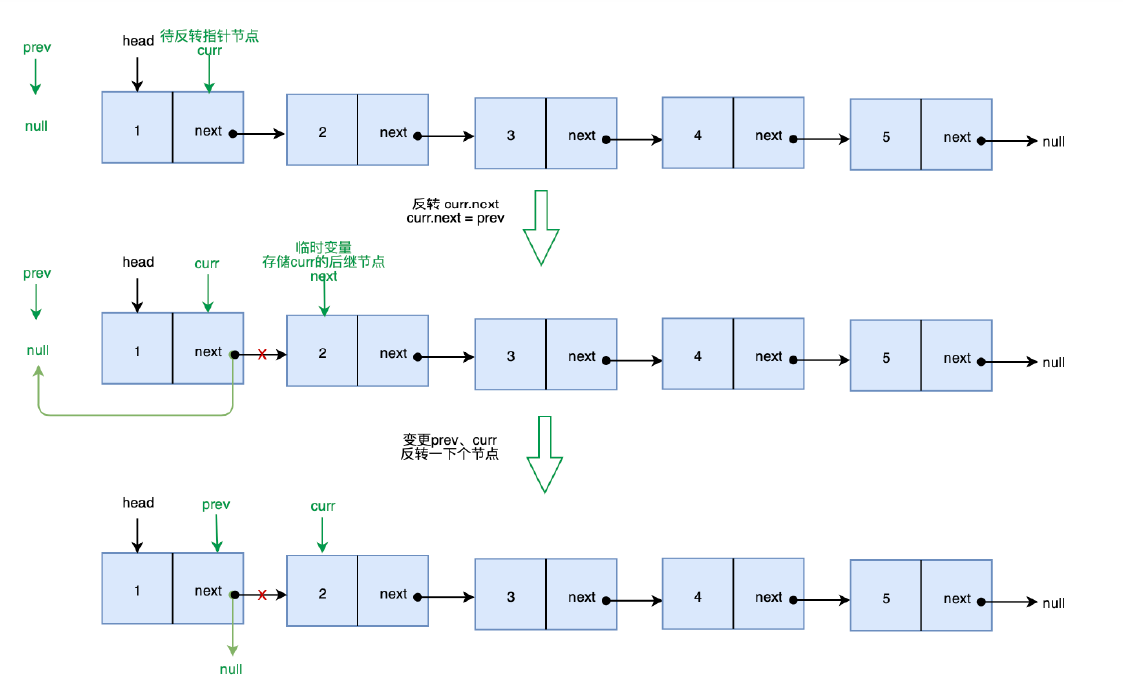 待反转指针节点
prev
head
curr
null
1
next
2
next
3
next
4
next
5
next
null
反转 curr.next
curr.next = prev
临时变量
存储curr的后继节点
next
prev
head
curr
null
1
next
x
2
next
3
next
4
next
5
next
null
变更prev、curr
反转一下个节点
head
prev
curr
1
next
x
2
next
3
next
4
next
5
next
null
null